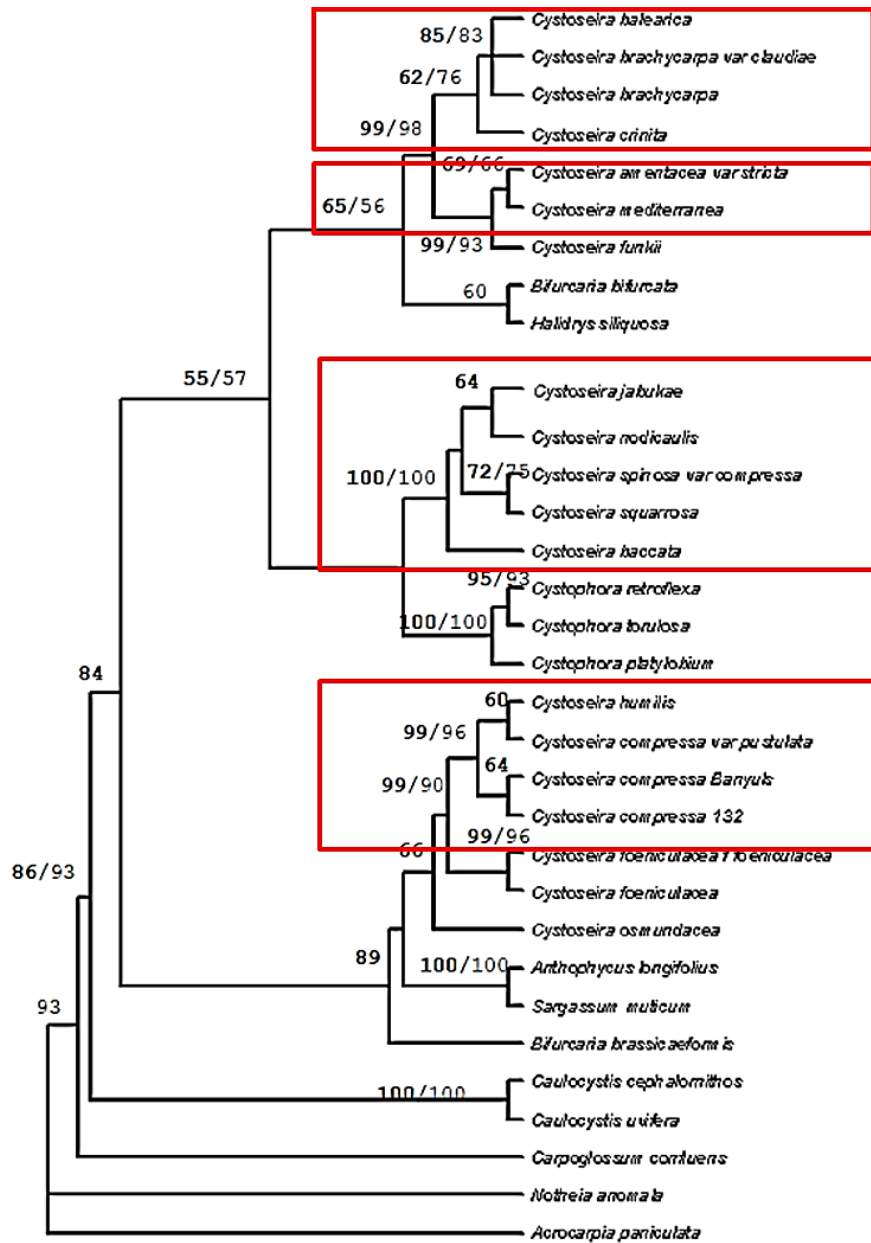 85/83
Cystoseira balearica
Cystoseira brachycarpa var claudiae
62/76
Cystoseira brachycarpa
99/98
Cystoseira crinita
69/66
Cystoseira amentacea var stricta
65/56
Cystoseira mediterranea
99/93
Cystoseira funkii
60
Bifurcaria bifurcata
Halidrys siliquosa
55/57
64
Cystoseira jabukae
Cystoseira nodicaulis
100/100
72/75
Cystoseira spinosa var compressa
Cystoseira squarrosa
Cystoseira baccata
95/93
Cystophora retroflexa
100/100
Cystophora torulosa
Cystophora platylobium
84
60
Cystoseira humilis
99/96
Cystoseira compressa var pustulata
64
99/90
Cystoseira compressa Banyuls
Cystoseira compressa 132
99/96
66
Cystoseira foeniculacea f foeniculacea
86/93
Cystoseira foeniculacea
Cystoseira osmundacea
89
100/100
Anthophycus longifolius
93
Sargassum muticum
Bifurcaria brassicaeformis
100/100
Caulocystis cephalornithos
Caulocystis uvifera
Carpoglossum confluens
Notheia anomala
Acrocarpia paniculata